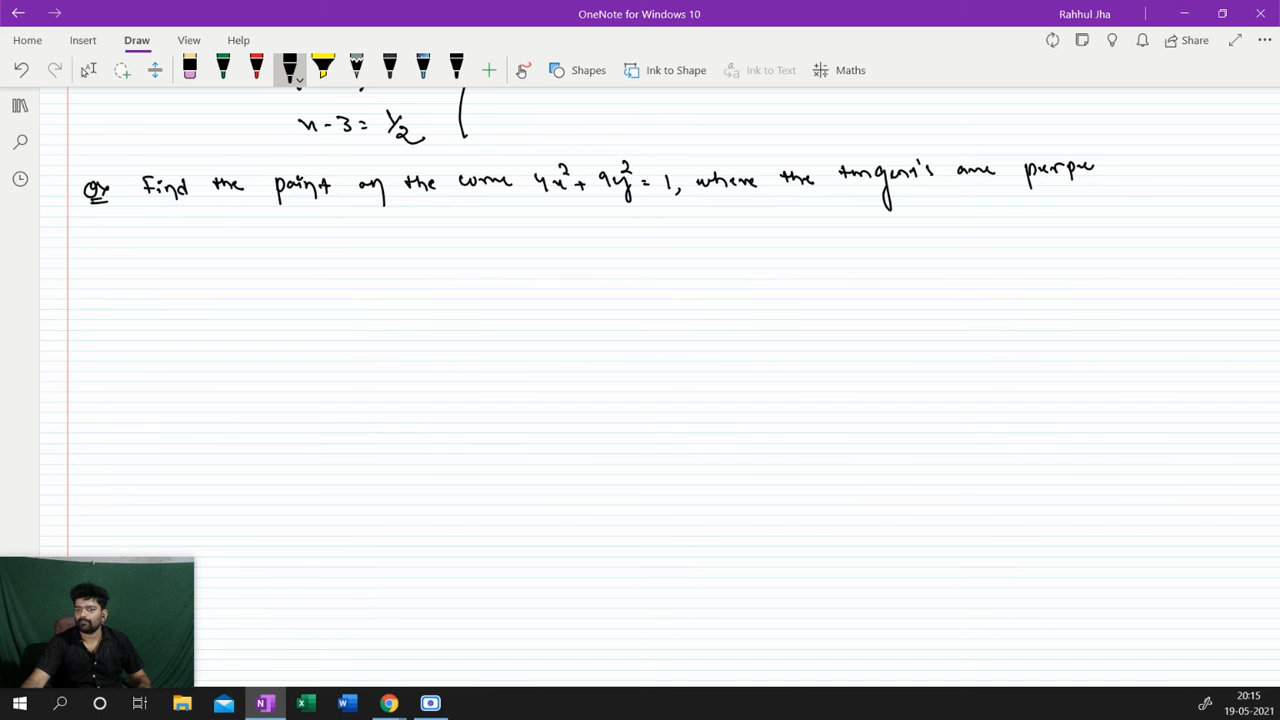 OneNote for Windows 10
Rahhul Jha
Home Insert Draw View Help
Share
Shapes Ink to Shape Ink to Text Maths
x - 3 = 1/2
Q Find the point on the curve 4x² + 9y² = 1, where the tangent's are perpe
20:15
19-05-2021